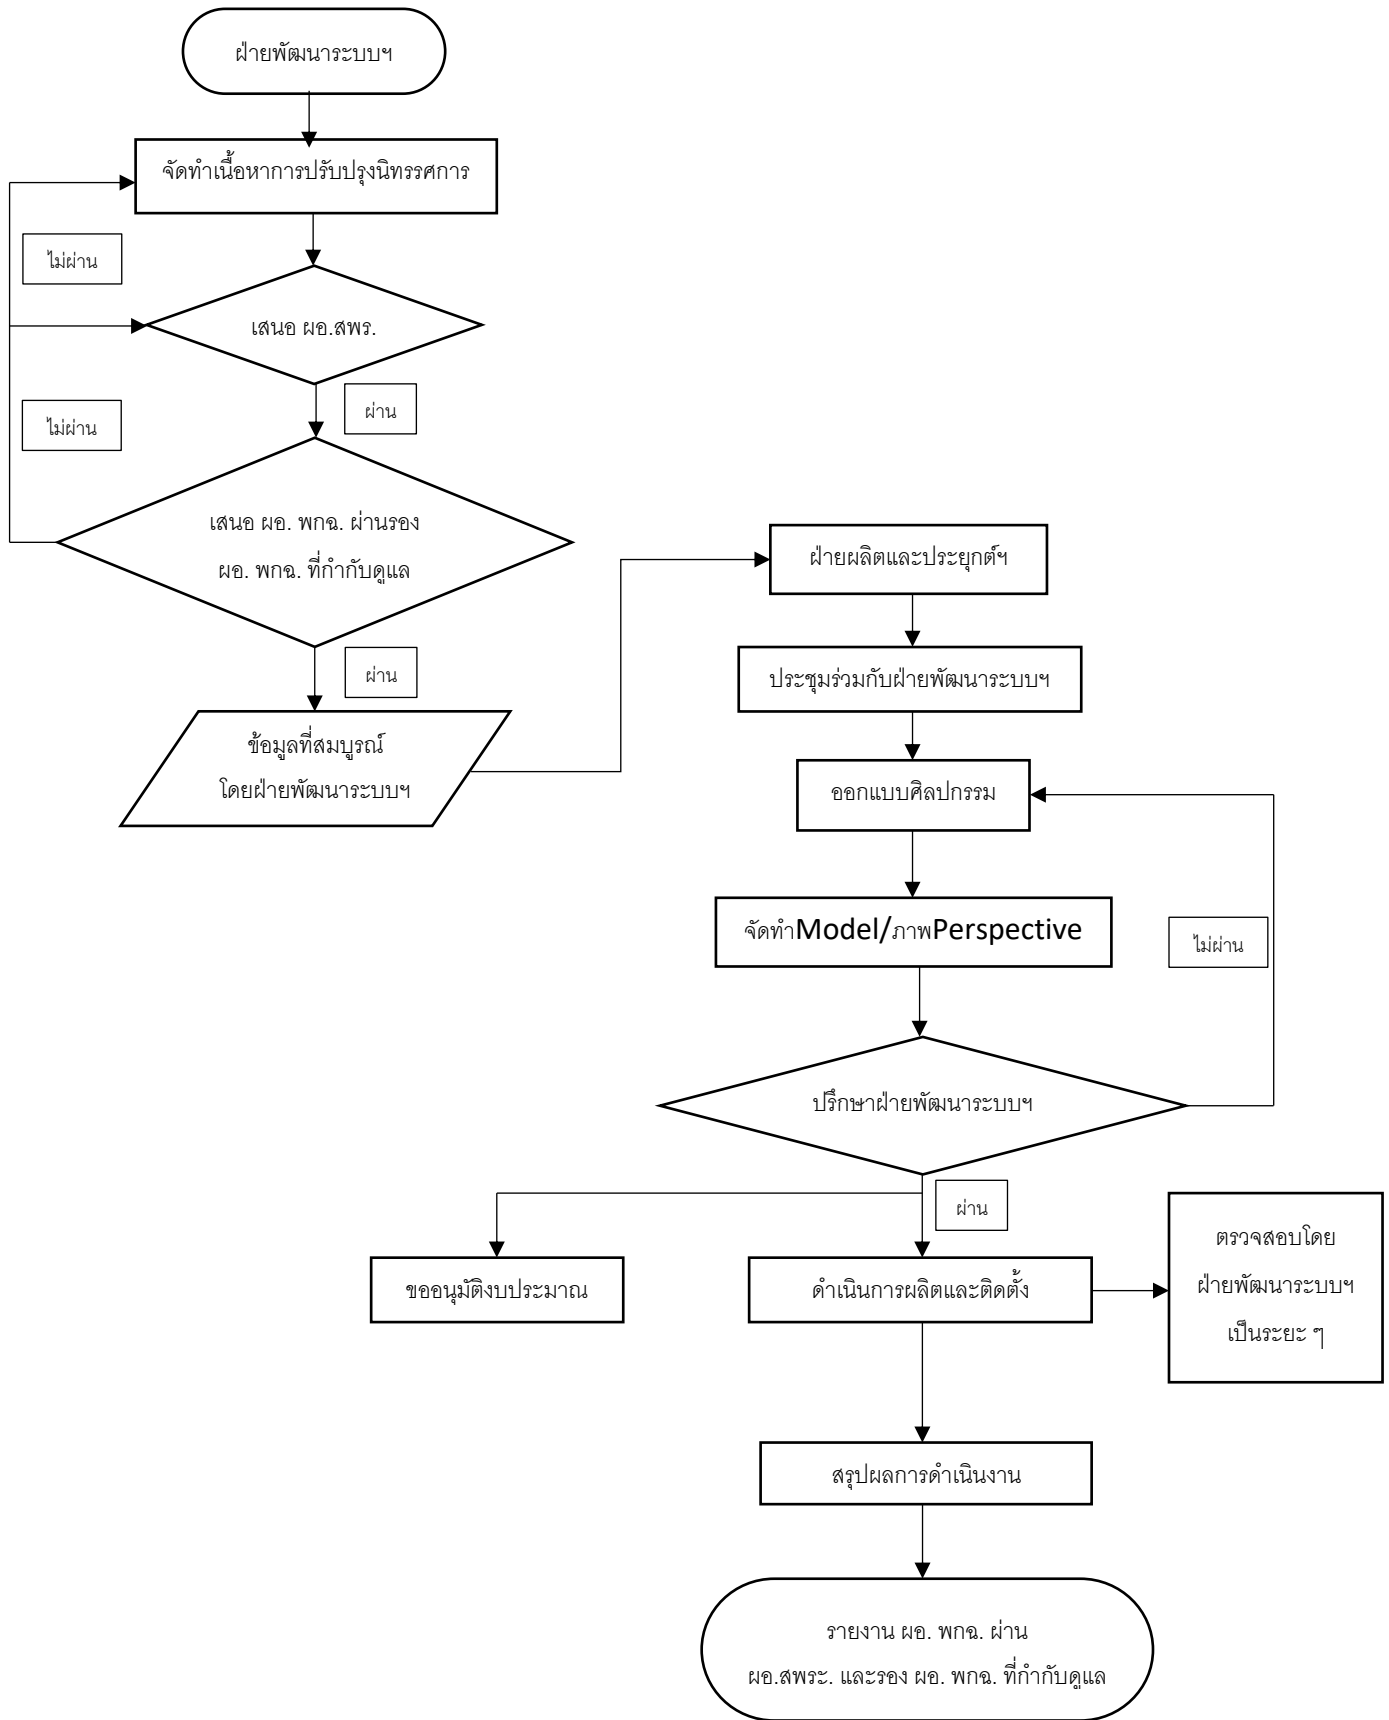 ฝ่ายพัฒนาระบบฯ
จัดทำเนื้อหาการปรับปรุงนิทรรศการ
ไม่ผ่าน
เสนอ ผอ.สพร.
ผ่าน
ไม่ผ่าน
เสนอ ผอ. พกฉ. ผ่านรอง
ผอ. พกฉ. ที่กำกับดูแล
ผ่าน
ข้อมูลที่สมบูรณ์
โดยฝ่ายพัฒนาระบบฯ
ฝ่ายผลิตและประยุกต์ฯ
ประชุมร่วมกับฝ่ายพัฒนาระบบฯ
ออกแบบศิลปกรรม
จัดทำModel/ภาพPerspective
ไม่ผ่าน
ปรึกษาฝ่ายพัฒนาระบบฯ
ผ่าน
ขออนุมัติงบประมาณ
ดำเนินการผลิตและติดตั้ง
ตรวจสอบโดย
ฝ่ายพัฒนาระบบฯ
เป็นระยะ ๆ
สรุปผลการดำเนินงาน
รายงาน ผอ. พกฉ. ผ่าน
ผอ.สพระ. และรอง ผอ. พกฉ. ที่กำกับดูแล